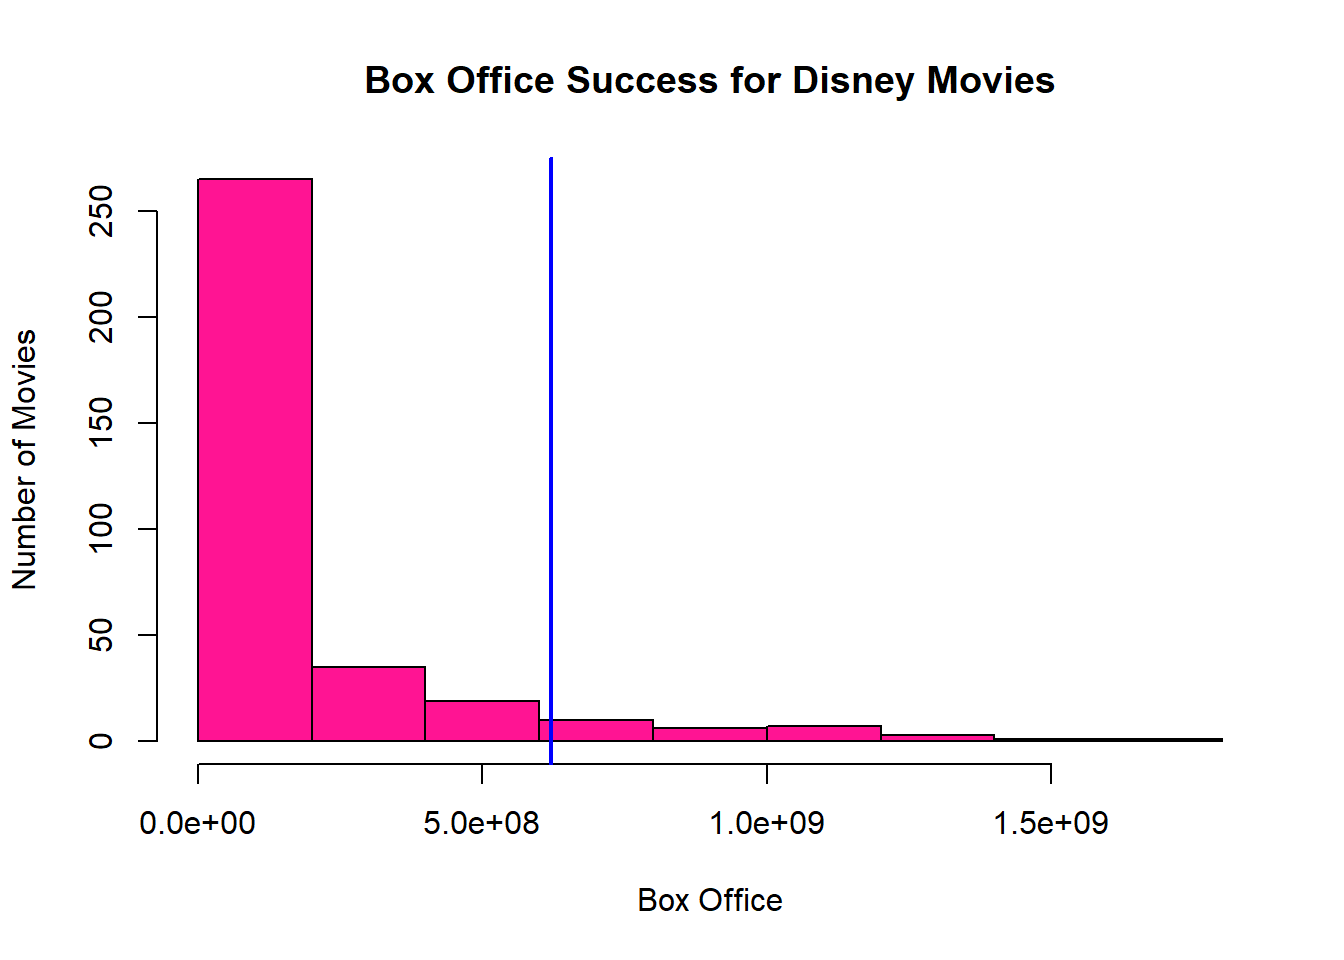 Box Office Success for Disney Movies
Number of Movies
250
200
150
100
50
0
0.0e+00
5.0e+08
1.0e+09
1.5e+09
Box Office